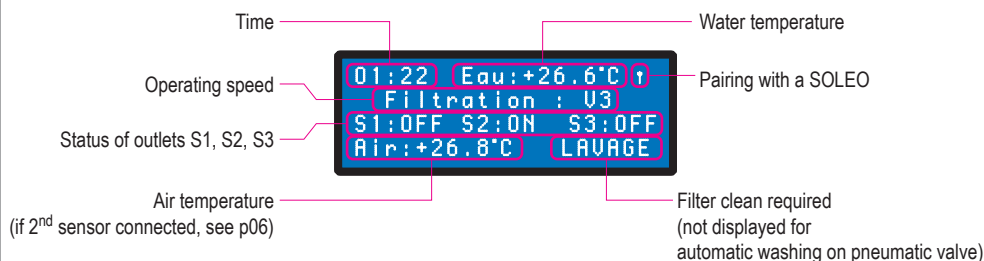 Time
Water temperature
01:22 Eau:+26.6°C
Operating speed
Pairing with a SOLEO
Filtration : V3
Status of outlets S1, S2, S3
S1:OFF S2:ON S3:OFF
Air:+26.8°C LAVAGE
Air temperature
(if 2nd sensor connected, see p06)
Filter clean required
(not displayed for
automatic washing on pneumatic valve)